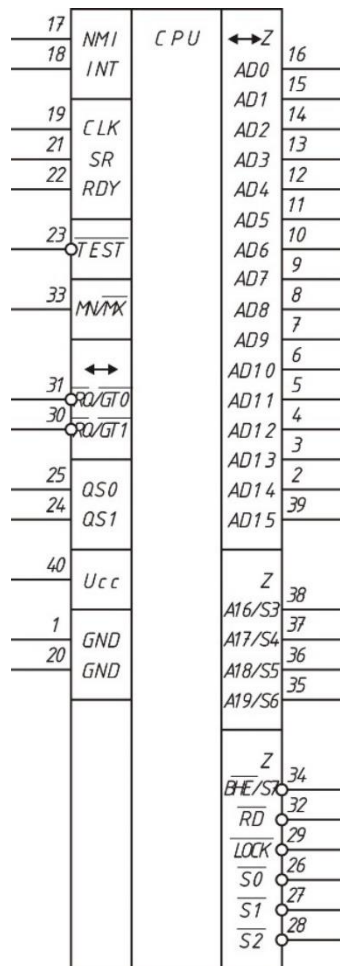 17 NMI
18 INT
19 CLK
21 SR
22 RDY
23 TEST
33 MN/MX
↔
31 RQ/GT0
30 RQ/GT1
25 QS0
24 QS1
40 Ucc
1 GND
20 GND
CPU
↔Z
AD0 16
AD1 15
AD2 14
AD3 13
AD4 12
AD5 11
AD6 10
AD7 9
AD8 8
AD9 7
AD10 6
AD11 5
AD12 4
AD13 3
AD14 2
AD15 39
Z
A16/S3 38
A17/S4 37
A18/S5 36
A19/S6 35
Z
BHE/S7 34
RD 32
LOCK 29
S0 26
S1 27
S2 28